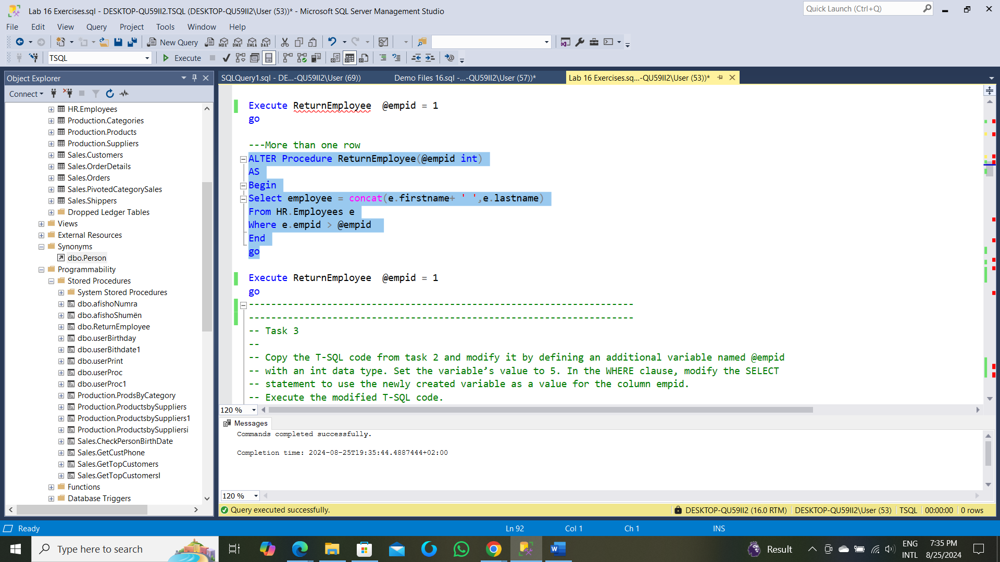 Lab 16 Exercises.sql - DESKTOP-QU59II2.TSQL (DESKTOP-QU59II2\User (53))* - Microsoft SQL Server Management Studio
Quick Launch (Ctrl+Q)
File Edit View Query Project Tools Window Help
New Query MDX DMX XMLA DAX
TSQL Execute
Object Explorer
Connect
HR.Employees
Production.Categories
Production.Products
Production.Suppliers
Sales.Customers
Sales.OrderDetails
Sales.Orders
Sales.PivotedCategorySales
Sales.Shippers
Dropped Ledger Tables
Views
External Resources
Synonyms
dbo.Person
Programmability
Stored Procedures
System Stored Procedures
dbo.afishoNumra
dbo.afishoShumën
dbo.ReturnEmployee
dbo.userBirthday
dbo.userBithdate1
dbo.userPrint
dbo.userProc
dbo.userProc1
Production.ProdsByCategory
Production.ProductsbySuppliers
Production.ProductsbySuppliers1
Production.ProductsbySuppliersi
Sales.CheckPersonBirthDate
Sales.GetCustPhone
Sales.GetTopCustomers
Sales.GetTopCustomersI
Functions
Database Triggers
SQLQuery1.sql - DE...-QU59II2\User (69)) Demo Files 16.sql -...-QU59II2\User (57))* Lab 16 Exercises.sq...-QU59II2\User (53))*
Execute ReturnEmployee  @empid = 1
go
---More than one row
ALTER Procedure ReturnEmployee(@empid int)
AS
Begin
Select employee = concat(e.firstname+ ' ',e.lastname)
From HR.Employees e
Where e.empid > @empid
End
go
Execute ReturnEmployee  @empid = 1
go
---------------------------------------------------------------------
---------------------------------------------------------------------
-- Task 3
--
-- Copy the T-SQL code from task 2 and modify it by defining an additional variable named @empid
-- with an int data type. Set the variable’s value to 5. In the WHERE clause, modify the SELECT
-- statement to use the newly created variable as a value for the column empid.
-- Execute the modified T-SQL code.
120 %
Messages
Commands completed successfully.
Completion time: 2024-08-25T19:35:44.4887444+02:00
120 %
Query executed successfully. DESKTOP-QU59II2 (16.0 RTM) DESKTOP-QU59II2\User (53) TSQL 00:00:00 0 rows
Ready Ln 92 Col 1 Ch 1 INS
Type here to search Result ENG INTL 7:35 PM 8/25/2024